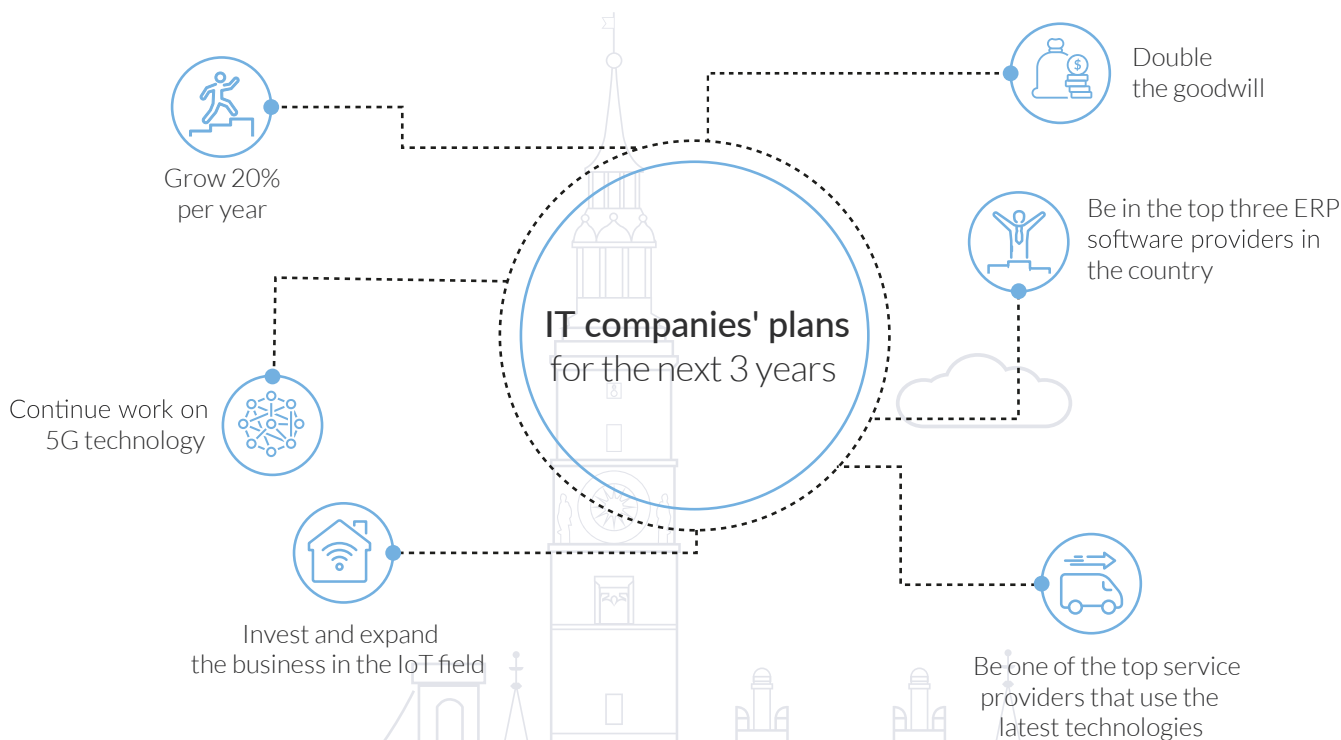 Double
the goodwill
Grow 20%
per year
Be in the top three ERP
software providers in
the country
IT companies' plans
for the next 3 years
Continue work on
5G technology
Invest and expand
the business in the IoT field
Be one of the top service
providers that use the
latest technologies
$